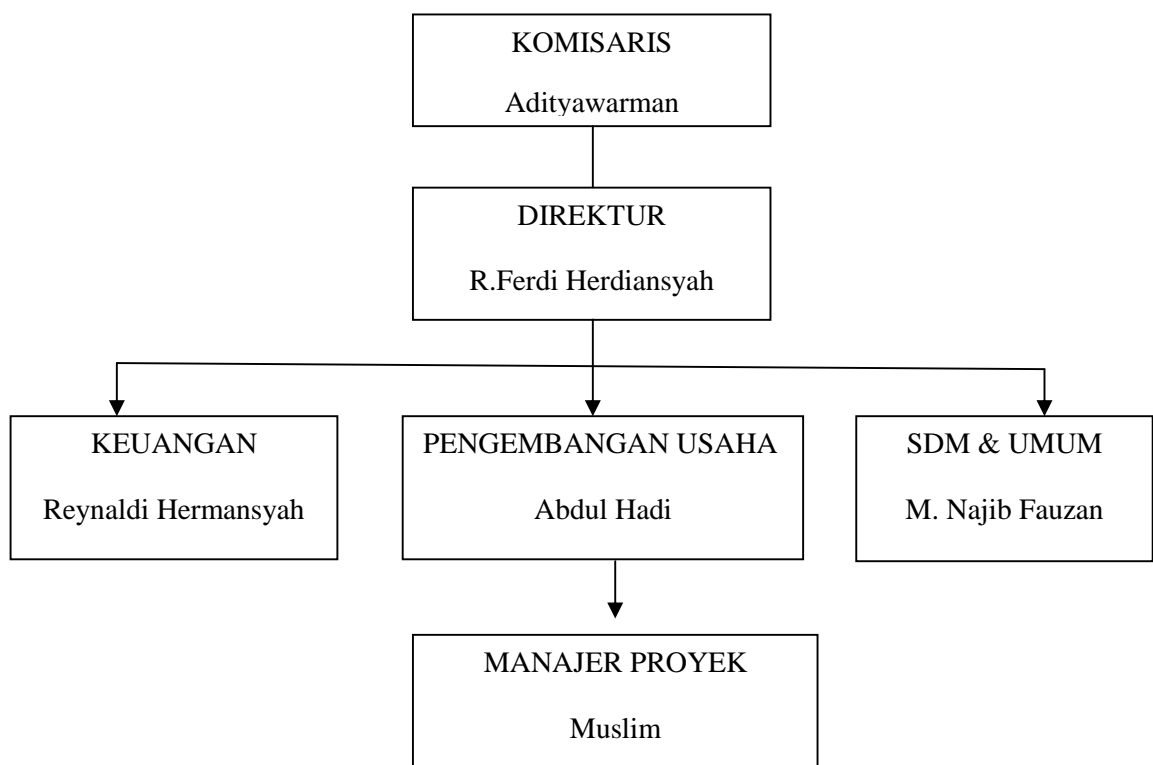 KOMISARIS
Adityawarman
DIREKTUR
R.Ferdi Herdiansyah
KEUANGAN
Reynaldi Hermansyah
PENGEMBANGAN USAHA
Abdul Hadi
SDM & UMUM
M. Najib Fauzan
MANAJER PROYEK
Muslim